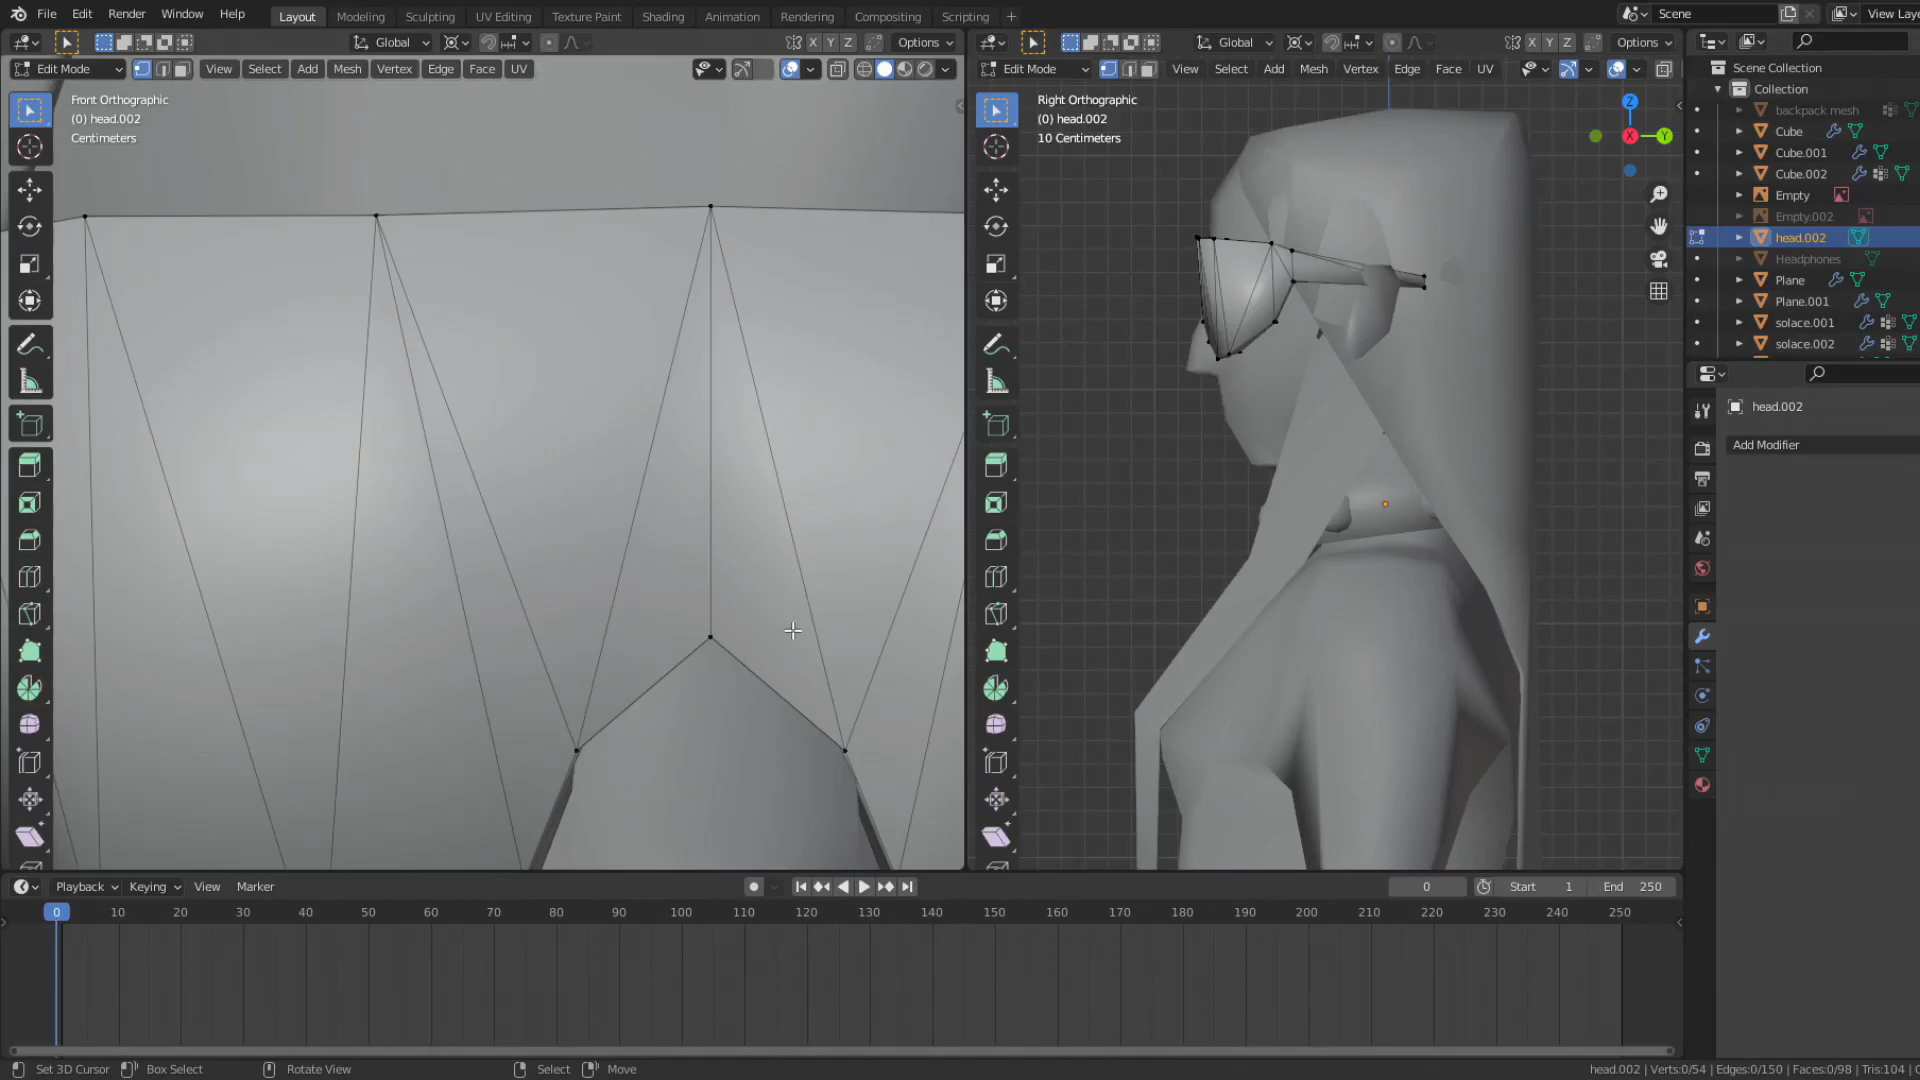 File Edit Render Window Help Layout Modeling Sculpting UV Editing Texture Paint Shading Animation Rendering Compositing Scripting + Scene View Laye
Global X Y Z Options Global X Y Z Options
Edit Mode View Select Add Mesh Vertex Edge Face UV Edit Mode View Select Add Mesh Vertex Edge Face UV
Front Orthographic
(0) head.002
Centimeters
Right Orthographic
(0) head.002
10 Centimeters
Z
X
Y
Scene Collection
Collection
backpack mesh
Cube
Cube.001
Cube.002
Empty
Empty.002
head.002
Headphones
Plane
Plane.001
solace.001
solace.002
head.002
Add Modifier
Playback Keying View Marker 0 Start 1 End 250
0 10 20 30 40 50 60 70 80 90 100 110 120 130 140 150 160 170 180 190 200 210 220 230 240 250
Set 3D Cursor Box Select Rotate View Select Move head.002 | Verts:0/54 | Edges:0/150 | Faces:0/98 | Tris:104 |